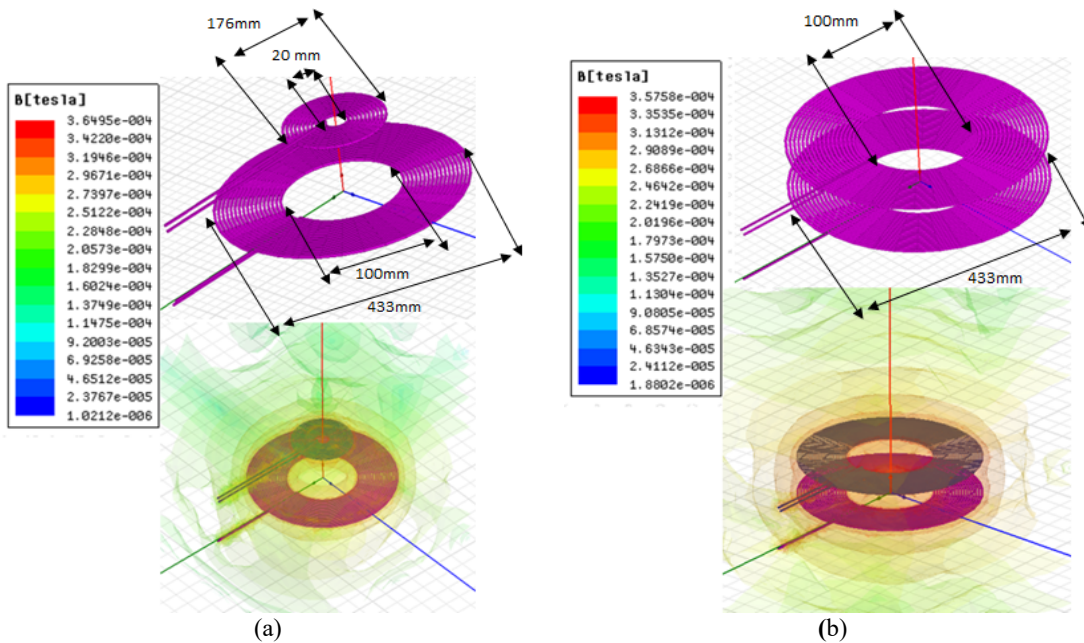 176mm
20 mm
B[tesla]
3.6495e-004
3.4220e-004
3.1946e-004
2.9671e-004
2.7397e-004
2.5122e-004
2.2848e-004
2.0573e-004
1.8299e-004
1.6024e-004
1.3749e-004
1.1475e-004
9.2003e-005
6.9258e-005
4.6512e-005
2.3767e-005
1.0212e-006
100mm
433mm
(a)
100mm
B[tesla]
3.5758e-004
3.3535e-004
3.1312e-004
2.9089e-004
2.6866e-004
2.4642e-004
2.2419e-004
2.0196e-004
1.7973e-004
1.5750e-004
1.3527e-004
1.1304e-004
9.0805e-005
6.8574e-005
4.6343e-005
2.4112e-005
1.8802e-006
433mm
(b)